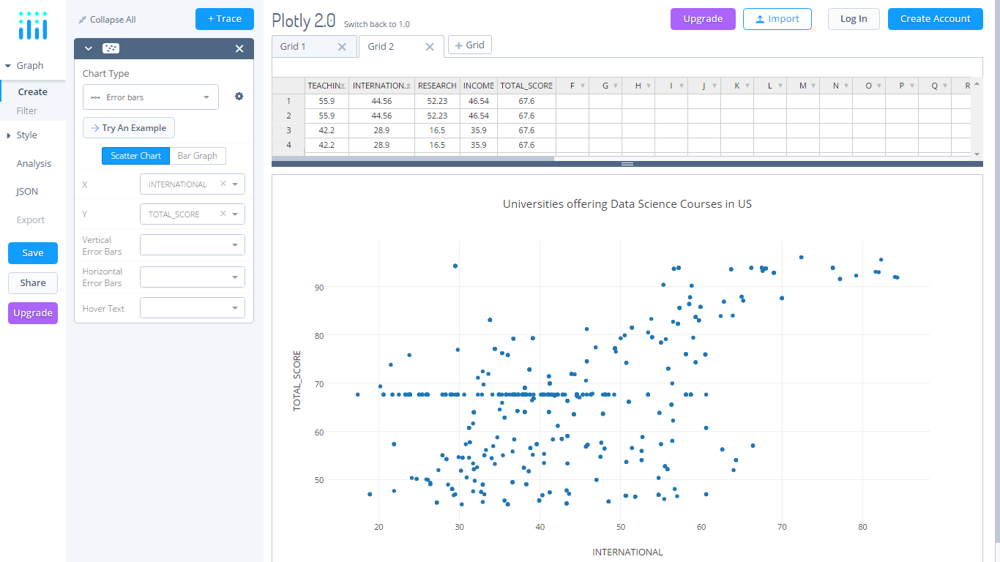 Collapse All
+ Trace
Graph
Create
Filter
Style
Analysis
JSON
Export
Save
Share
Upgrade
Chart Type
Error bars
Try An Example
Scatter Chart Bar Graph
X INTERNATIONAL
Y TOTAL_SCORE
Vertical
Error Bars
Horizontal
Error Bars
Hover Text
Plotly 2.0 Switch back to 1.0
Upgrade Import Log In Create Account
Grid 1 Grid 2 + Grid
TEACHIN... INTERNATION... RESEARCH INCOME TOTAL_SCORE F G H I J K L M N O P Q R
1 55.9 44.56 52.23 46.54 67.6
2 55.9 44.56 52.23 46.54 67.6
3 42.2 28.9 16.5 35.9 67.6
4 42.2 28.9 16.5 35.9 67.6
Universities offering Data Science Courses in US
TOTAL_SCORE
90
80
70
60
50
20 30 40 50 60 70 80
INTERNATIONAL